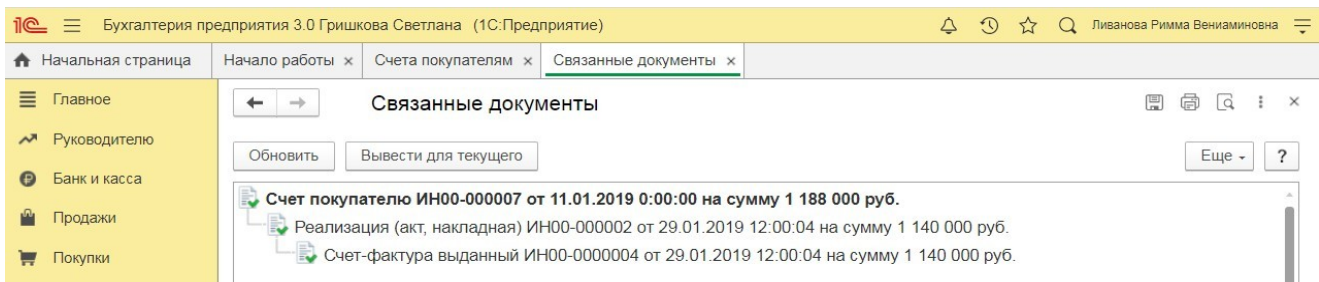 1С Бухгалтерия предприятия 3.0 Гришкова Светлана (1С:Предприятие) Ливанова Римма Вениаминовна
Начальная страница Начало работы × Счета покупателям × Связанные документы ×
Главное
Связанные документы
Руководителю
Обновить Вывести для текущего Еще ?
Банк и касса
Счет покупателю ИН00-000007 от 11.01.2019 0:00:00 на сумму 1 188 000 руб.
Продажи
Реализация (акт, накладная) ИН00-000002 от 29.01.2019 12:00:04 на сумму 1 140 000 руб.
Покупки
Счет-фактура выданный ИН00-0000004 от 29.01.2019 12:00:04 на сумму 1 140 000 руб.